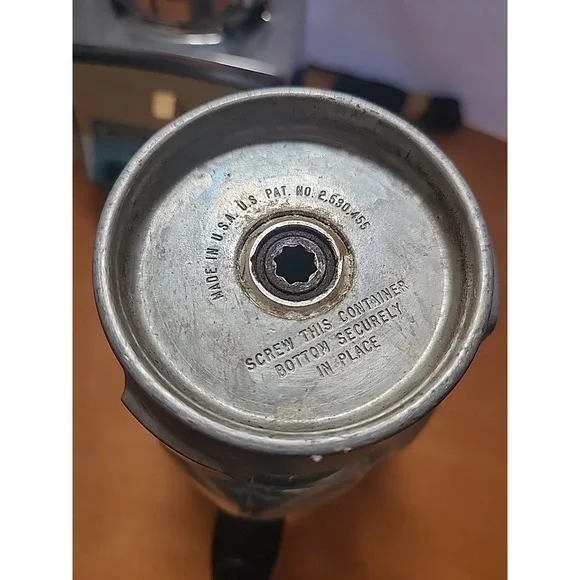 MADE IN U.S.A. U.S. PAT. NO. 2,530,455
SCREW THIS CONTAINER
BOTTOM SECURELY
IN PLACE